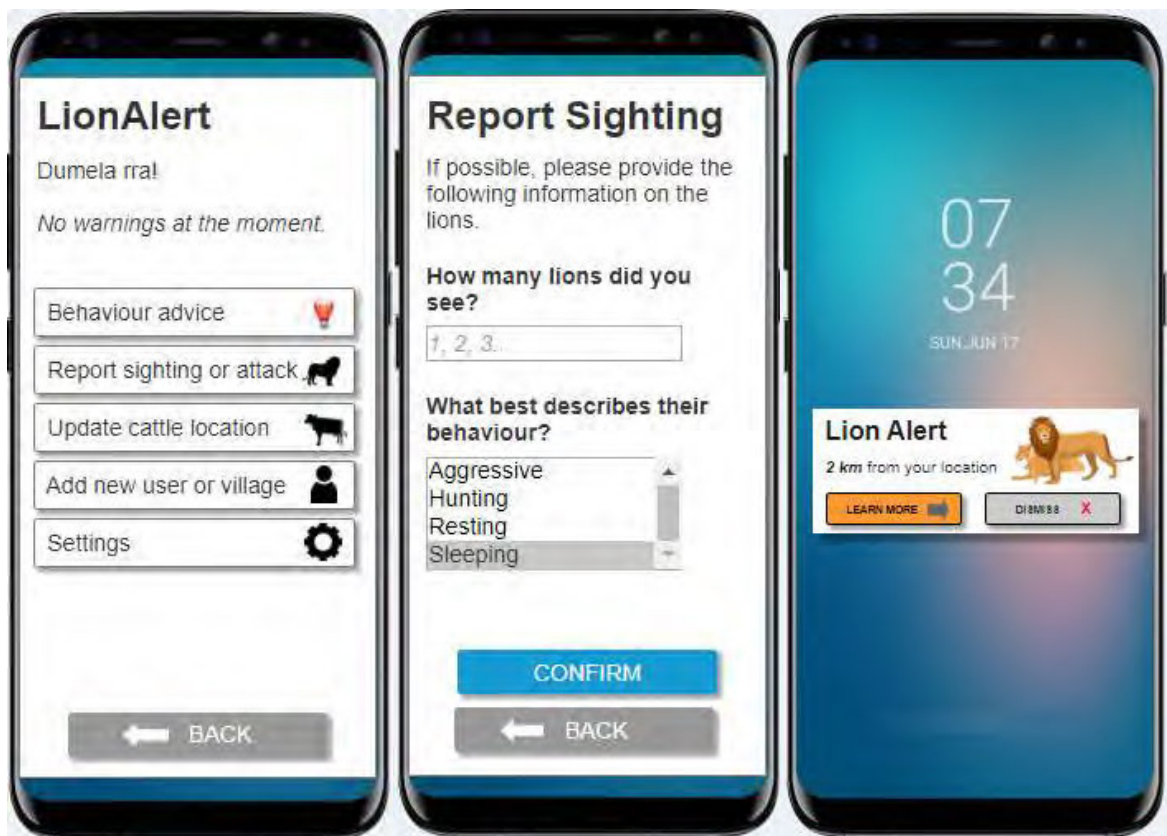 LionAlert
Dumela rra!
No warnings at the moment.
Behaviour advice
Report sighting or attack
Update cattle location
Add new user or village
Settings
BACK
Report Sighting
If possible, please provide the
following information on the
lions.
How many lions did you
see?
1, 2, 3...
What best describes their
behaviour?
Aggressive
Hunting
Resting
Sleeping
CONFIRM
BACK
07
34
SUN, JUN 17
Lion Alert
2 km from your location
LEARN MORE
DISMISS X